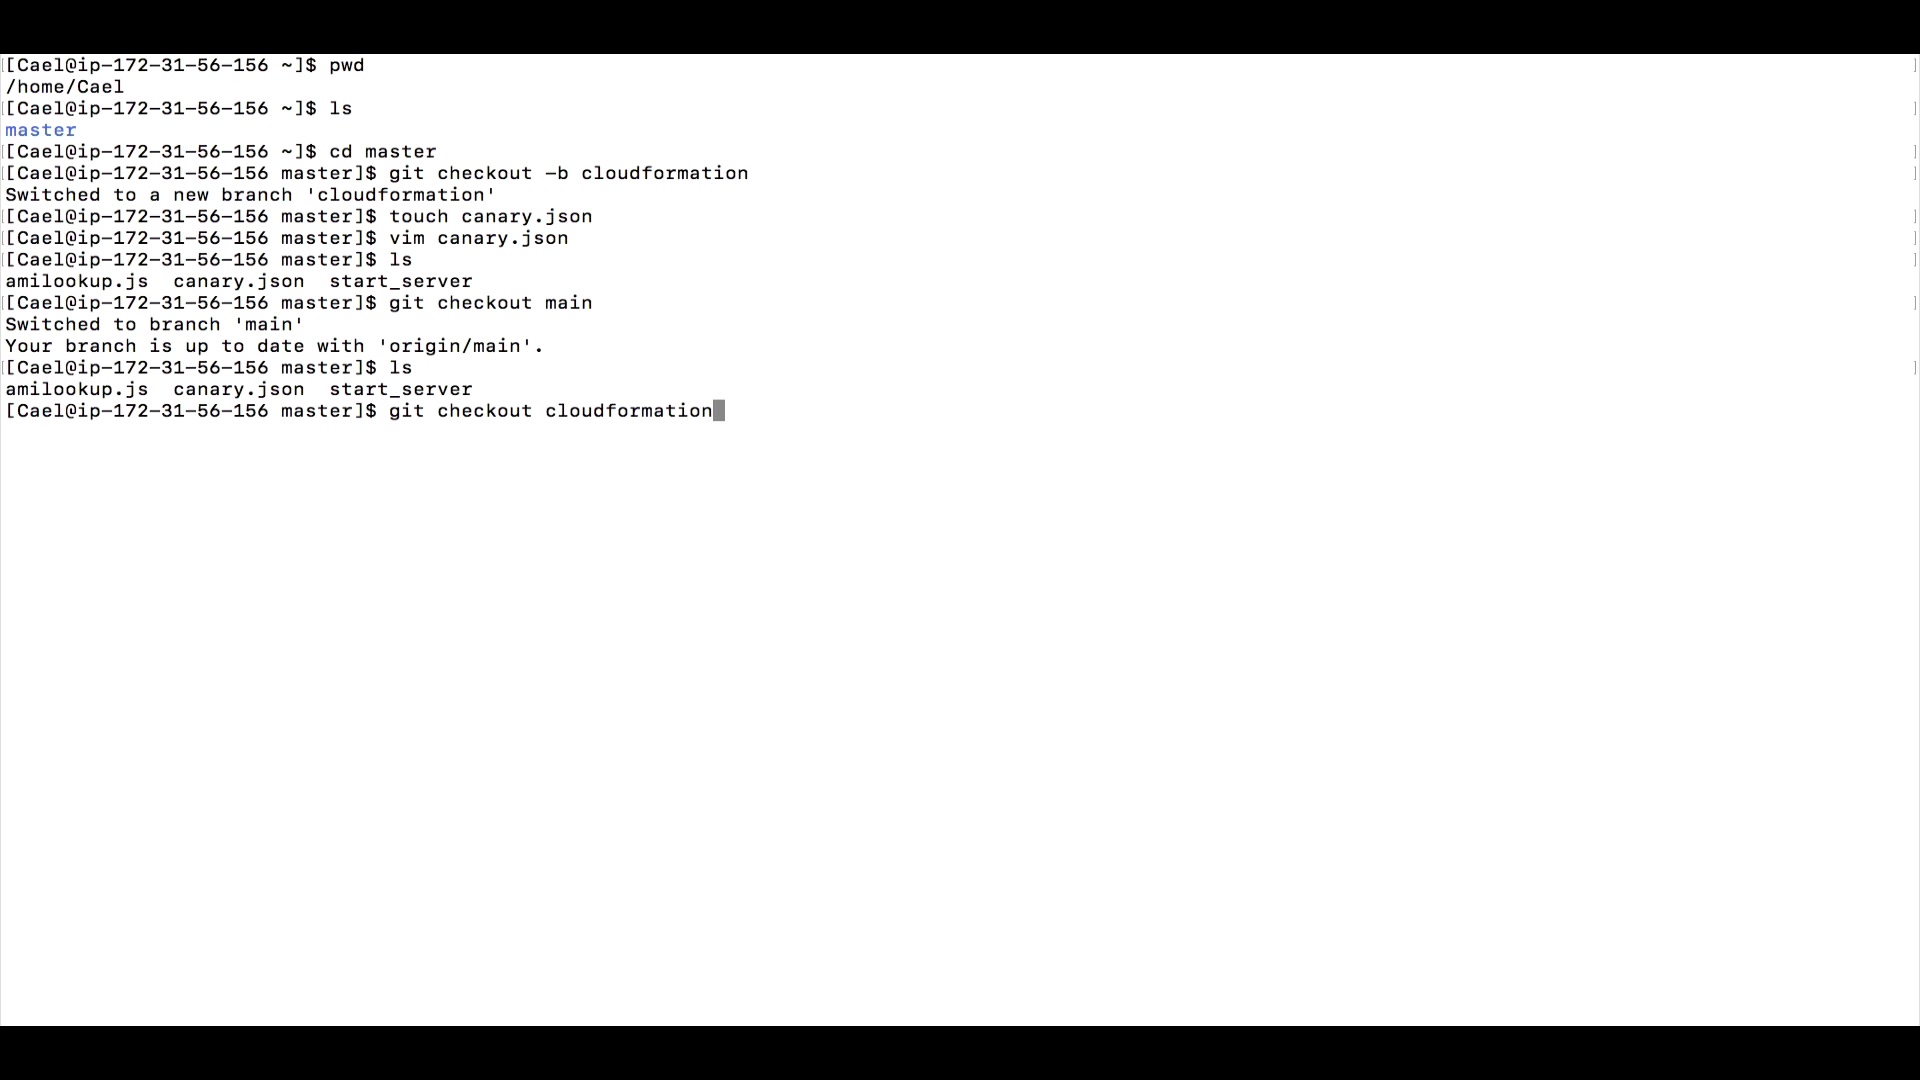 [[Cael@ip-172-31-56-156 ~]$ pwd ]
/home/Cael
[[Cael@ip-172-31-56-156 ~]$ ls ]
master
[[Cael@ip-172-31-56-156 ~]$ cd master ]
[[Cael@ip-172-31-56-156 master]$ git checkout -b cloudformation ]
Switched to a new branch 'cloudformation'
[[Cael@ip-172-31-56-156 master]$ touch canary.json ]
[[Cael@ip-172-31-56-156 master]$ vim canary.json ]
[[Cael@ip-172-31-56-156 master]$ ls ]
amilookup.js  canary.json  start_server
[[Cael@ip-172-31-56-156 master]$ git checkout main ]
Switched to branch 'main'
Your branch is up to date with 'origin/main'.
[[Cael@ip-172-31-56-156 master]$ ls ]
amilookup.js  canary.json  start_server
[Cael@ip-172-31-56-156 master]$ git checkout cloudformation